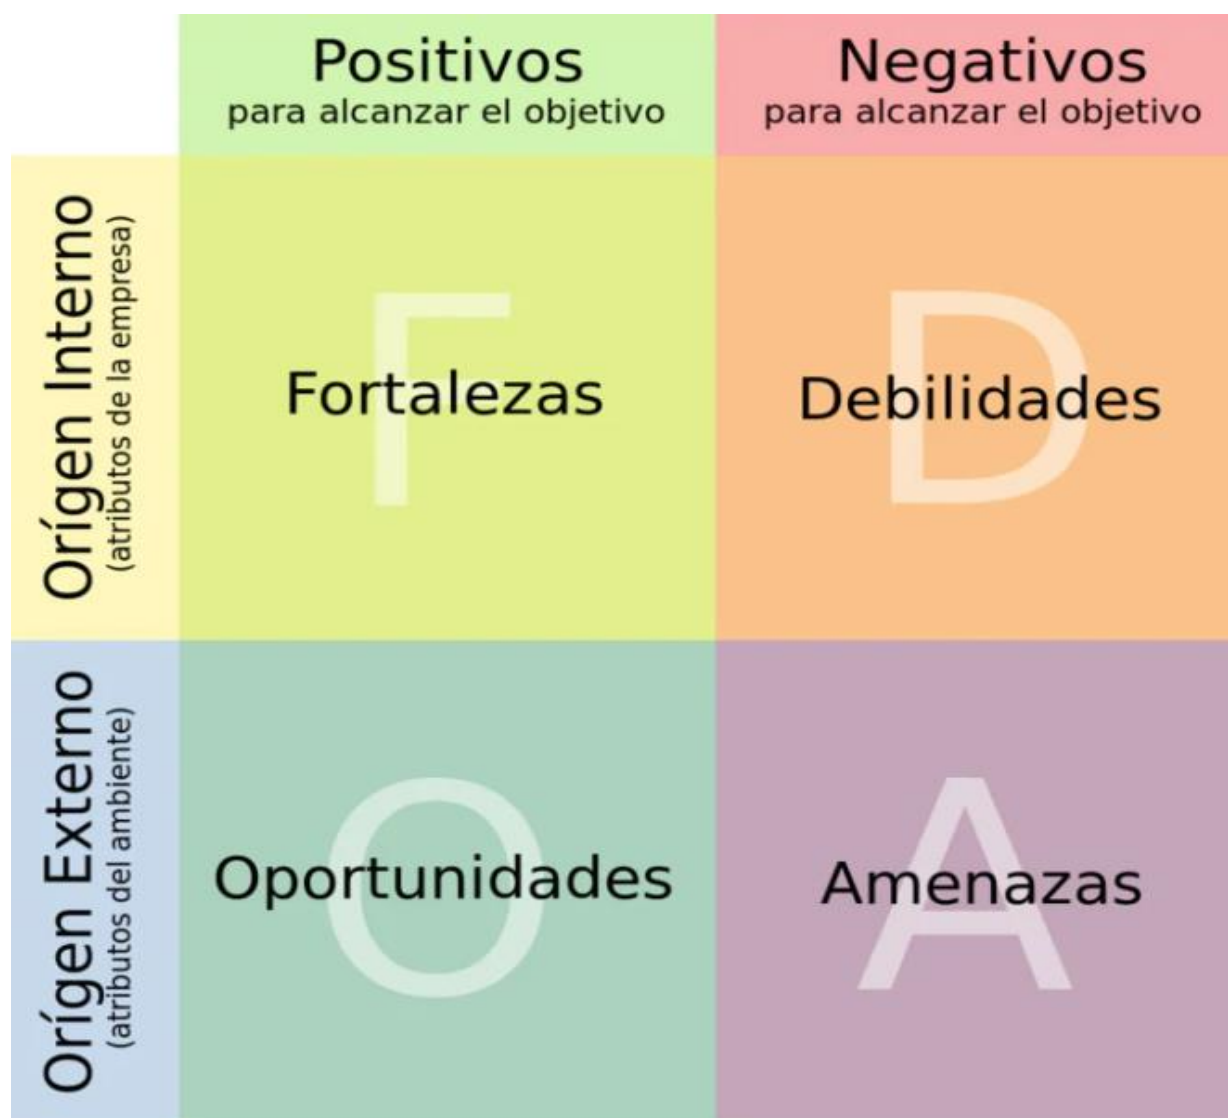 Positivos
para alcanzar el objetivo
Negativos
para alcanzar el objetivo
Orígen Interno
(atributos de la empresa)
F
Fortalezas
D
Debilidades
Orígen Externo
(atributos del ambiente)
O
Oportunidades
A
Amenazas